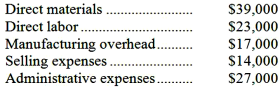 Direct materials ........................ $39,000
Direct labor ............................... $23,000
Manufacturing overhead .......... $17,000
Selling expenses ....................... $14,000
Administrative expenses .......... $27,000